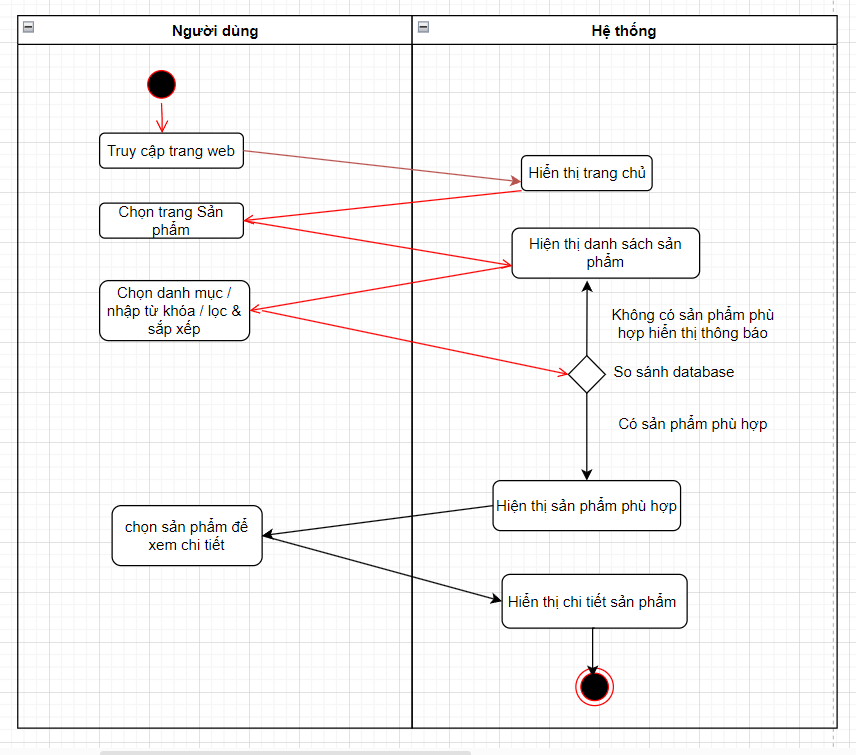 Người dùng
Hệ thống
Truy cập trang web
Hiển thị trang chủ
Chọn trang Sản
phẩm
Hiện thị danh sách sản
phẩm
Chọn danh mục /
nhập từ khóa / lọc &
sắp xếp
Không có sản phẩm phù
hợp hiển thị thông báo
So sánh database
Có sản phẩm phù hợp
Hiện thị sản phẩm phù hợp
chọn sản phẩm để
xem chi tiết
Hiển thị chi tiết sản phẩm